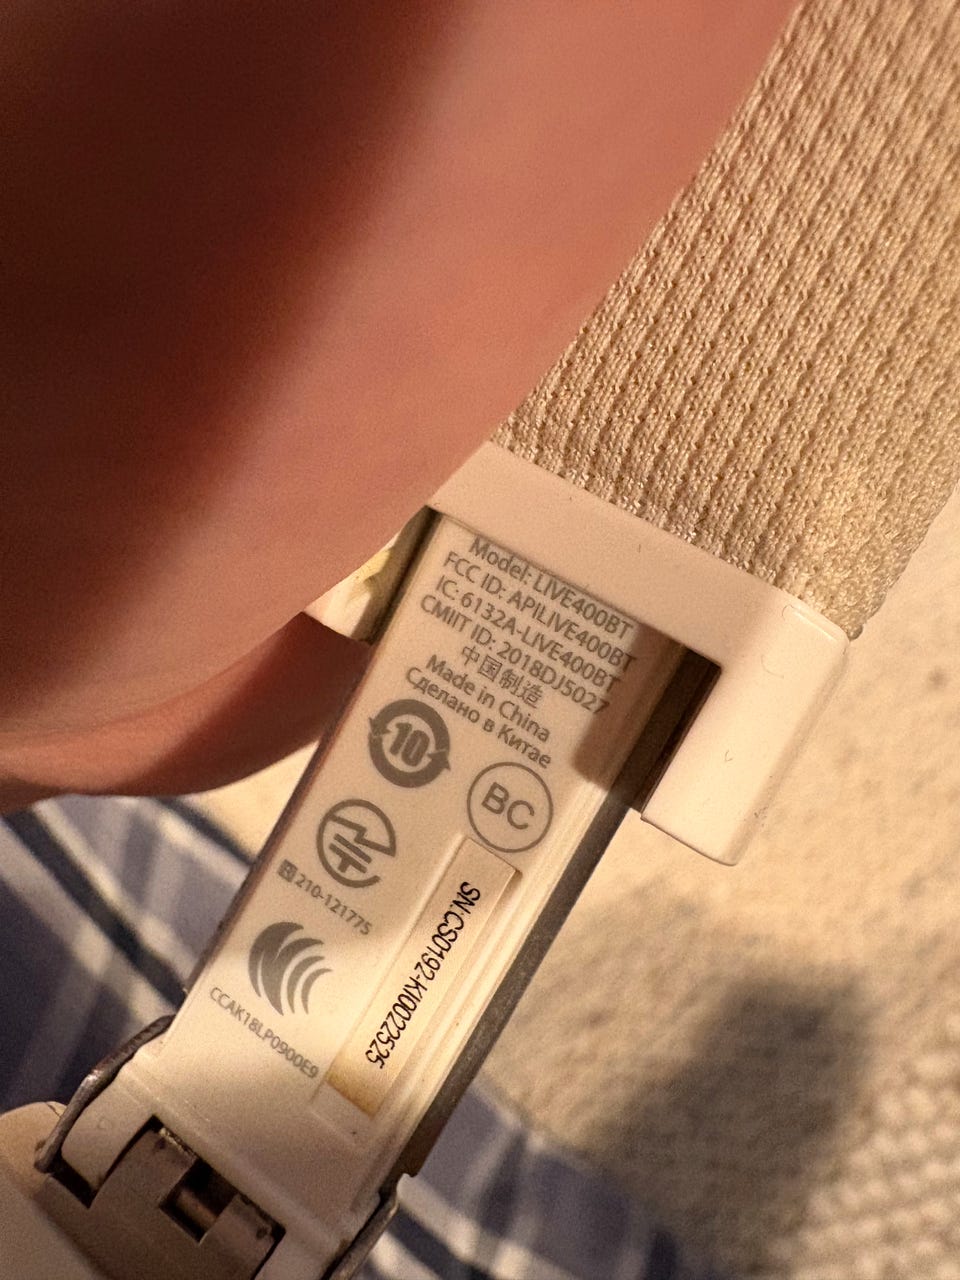 Model: LIVE400BT
FCC ID: APILIVE400BT
IC: 6132A-LIVE400BT
CMIIT ID: 2018DJ5027
中国制造
Made in China
Сделано в Китае
10
BC
210-121775
CCAK18LP0900E9
SN:CS0192-KI0022525